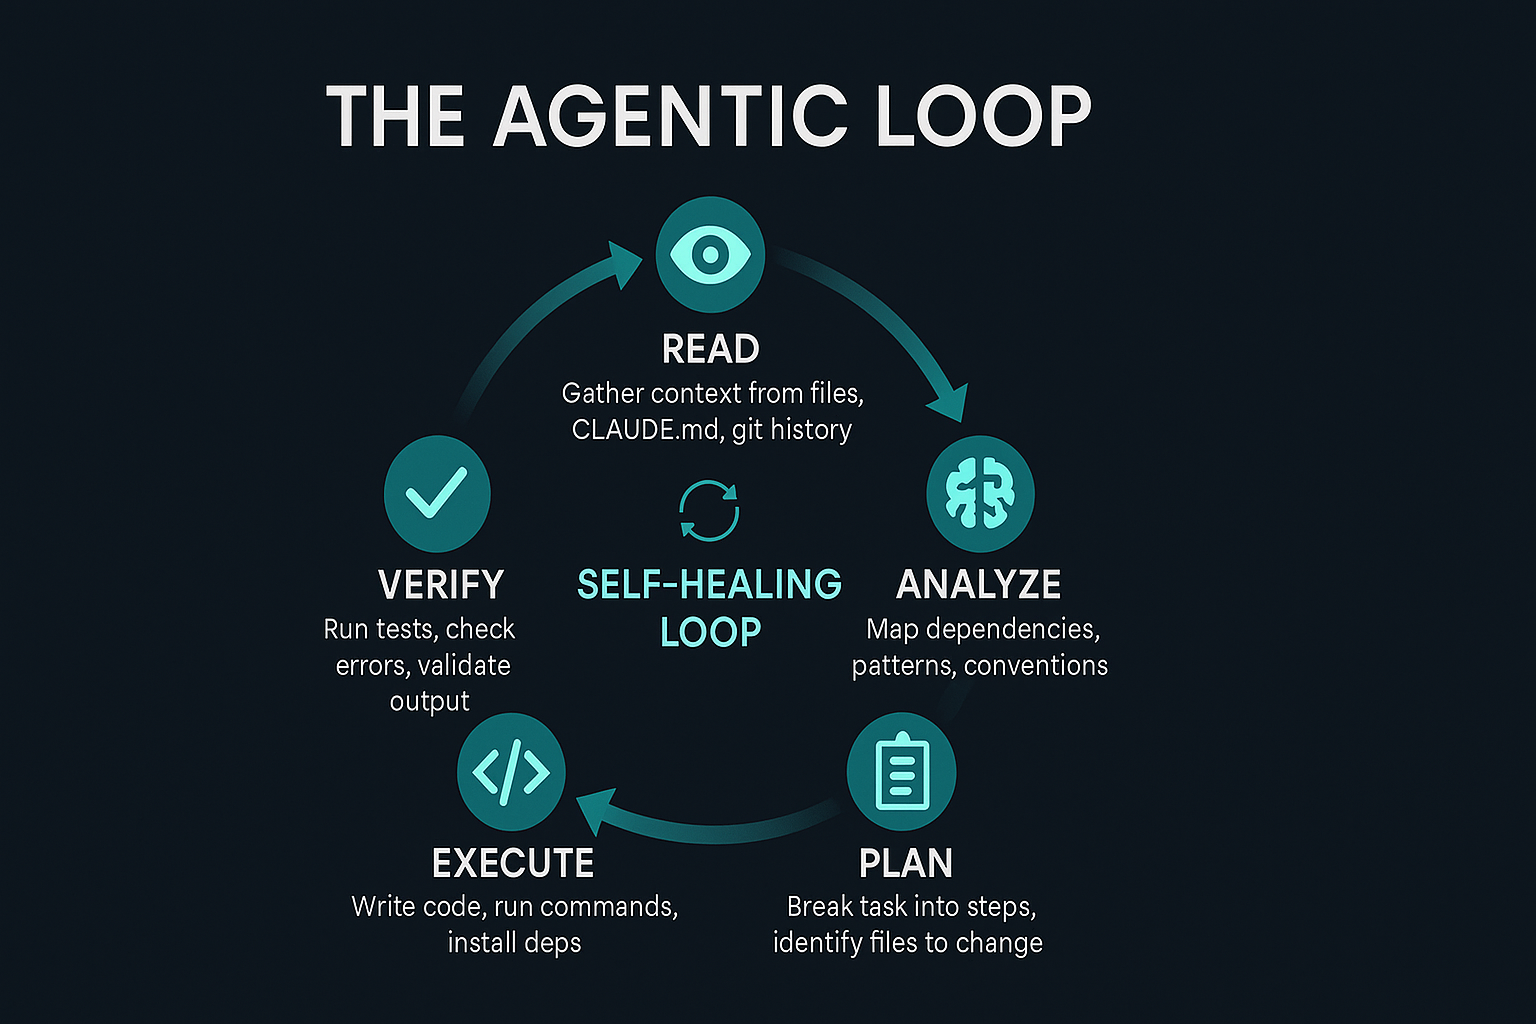 THE AGENTIC LOOP
READ
Gather context from files,
CLAUDE.md, git history
VERIFY
Run tests, check
errors, validate
output
SELF-HEALING
LOOP
ANALYZE
Map dependencies,
patterns, conventions
EXECUTE
Write code, run commands,
install deps
PLAN
Break task into steps,
identify files to change